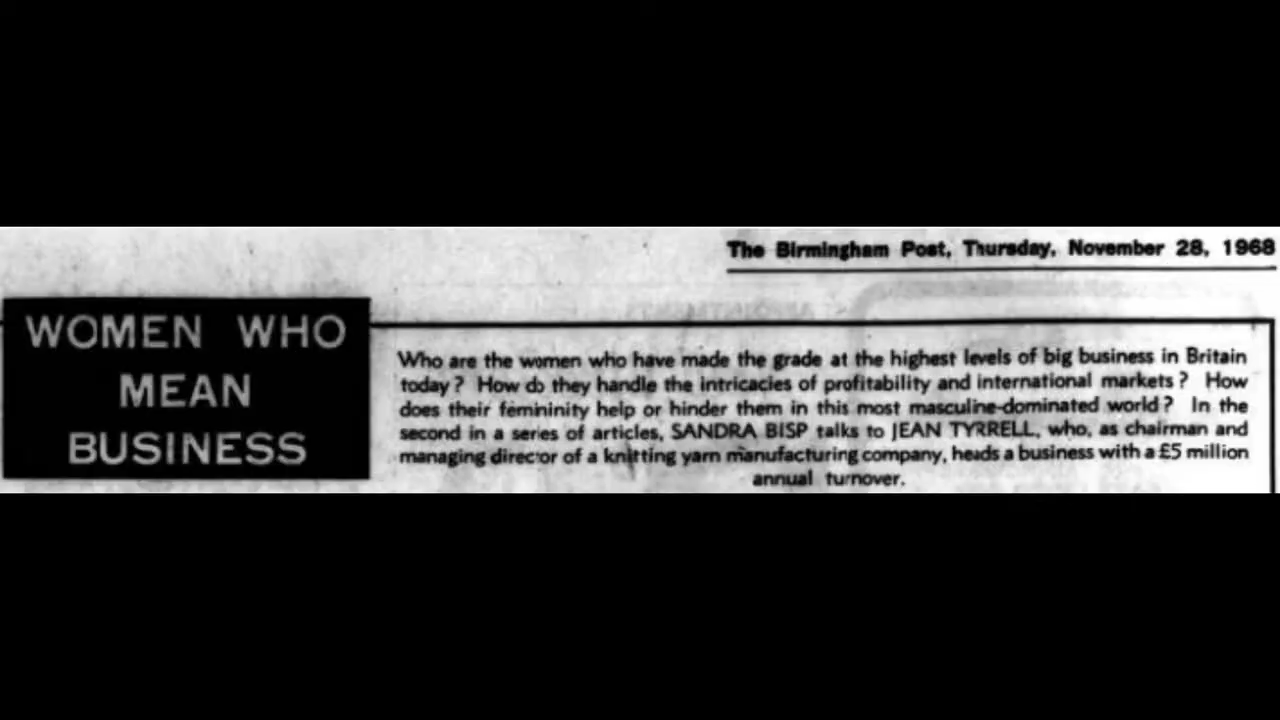 The Birmingham Post, Thursday, November 28, 1968
WOMEN WHO
MEAN
BUSINESS
Who are the women who have made the grade at the highest levels of big business in Britain
today? How do they handle the intricacies of profitability and international markets? How
does their femininity help or hinder them in this most masculine-dominated world? In the
second in a series of articles, SANDRA BISP talks to JEAN TYRRELL, who, as chairman and
managing director of a knitting yarn manufacturing company, heads a business with a £5 million
annual turnover.